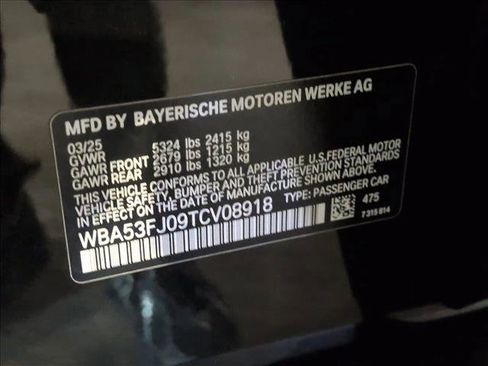 MFD BY BAYERISCHE MOTOREN WERKE AG
03/25 5324 lbs 2415 kg
GVWR
GAWR FRONT 2679 lbs 1215 kg
GAWR REAR 2910 lbs 1320 kg
THIS VEHICLE CONFORMS TO ALL APPLICABLE U.S.FEDERAL MOTOR
VEHICLE SAFETY, BUMPER AND THEFT PREVENTION STANDARDS
IN EFFECT ON THE DATE OF MANUFACTURE SHOWN ABOVE.
WBA53FJ09TCV08918 TYPE: PASSENGER CAR
475
7 315 814